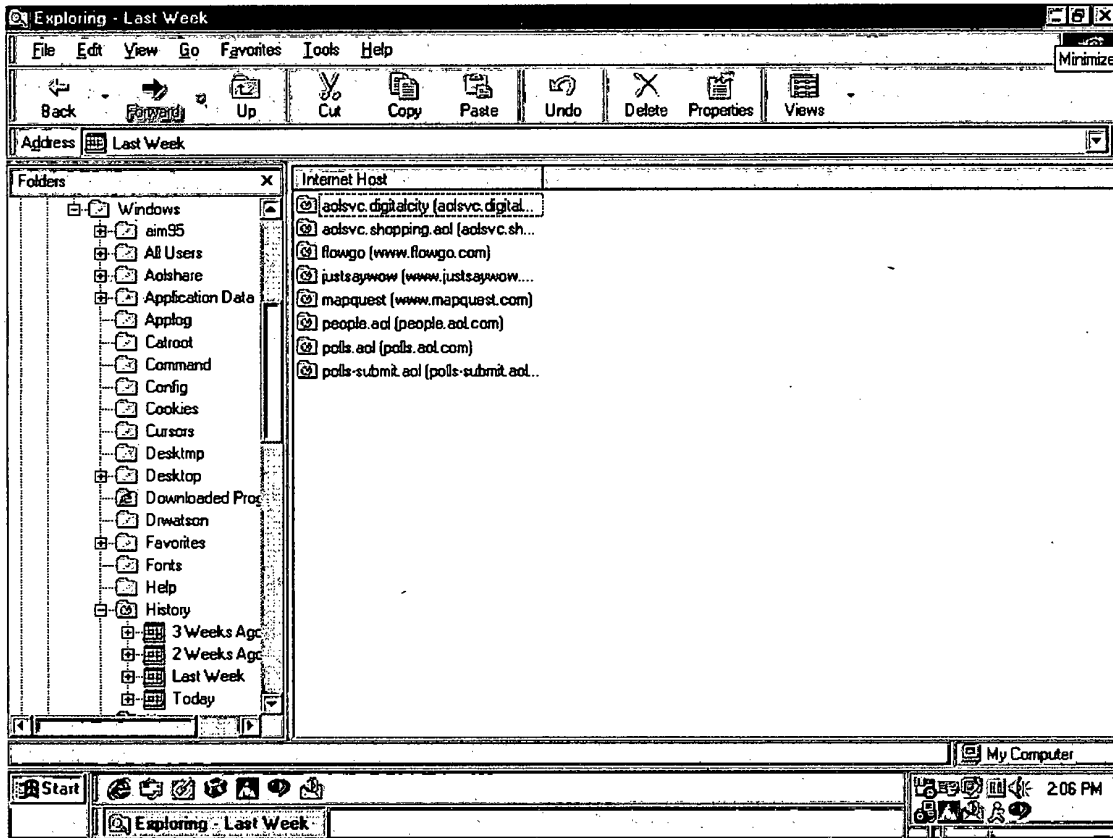 Exploring - Last Week
File Edit View Go Favorites Tools Help
Minimize
Back Forward Up Cut Copy Paste Undo Delete Properties Views
Address Last Week
Folders x
Internet Host
Windows
aim95
All Users
Aolshare
Application Data
Applog
Catroot
Command
Config
Cookies
Cursors
Desktmp
Desktop
Downloaded Prog
Drwatson
Favorites
Fonts
Help
History
3 Weeks Ago
2 Weeks Ago
Last Week
Today
aolsvc.digitalcity (aolsvc.digital...
aolsvc.shopping.aol (aolsvc.sh...
flowgo (www.flowgo.com)
justsaywow (www.justsaywow....
mapquest (www.mapquest.com)
people.aol (people.aol.com)
polls.aol (polls.aol.com)
polls-submit.aol (polls-submit.aol...
My Computer
Start
2:06 PM
Exploring - Last Week